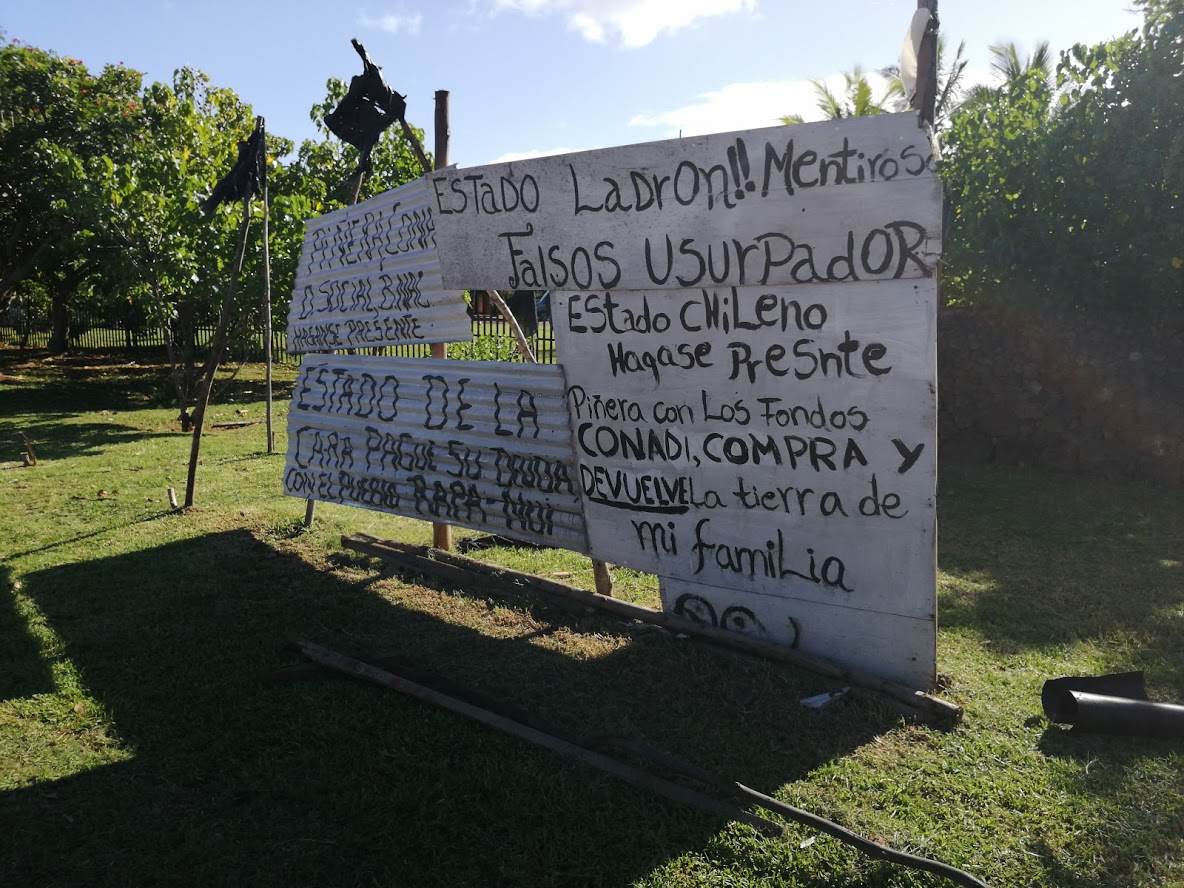 ESTADO LadrOn!! Mentiroso
Falsos USURPadOR
EStado CHiLeno
Hagase PreSnte
Piñera con Los Fondos
CONADI, COMPRA Y
DEVUELVE La tierra de
mi familia
PIÑERA, CONA
D SOCIAL, B.NAC
HAGANSE PRESENTE
ESTADO DE LA
CARA PAGUE SU DEUDA
CON EL PUEBLO RAPA-NUI